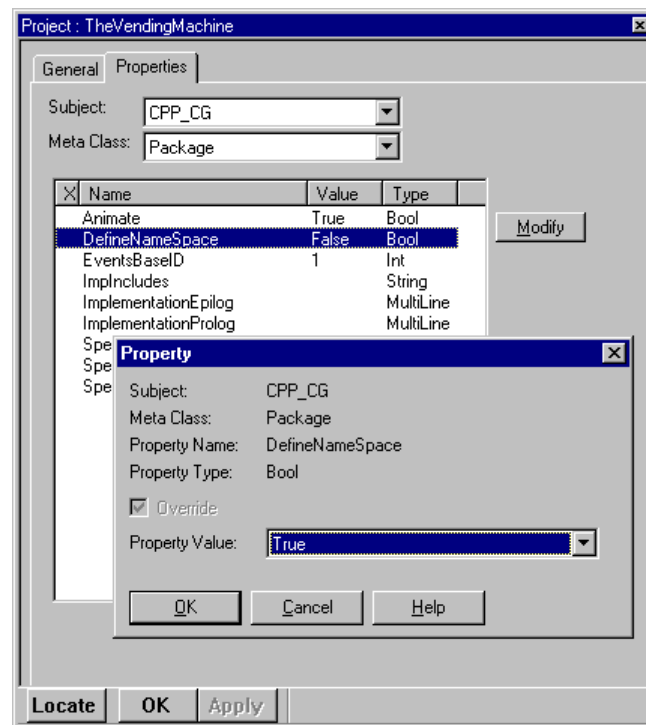 Project : TheVendingMachine
General Properties
Subject: CPP_CG
Meta Class: Package
X Name Value Type
Animate True Bool
DefineNameSpace False Bool
EventsBaseID 1 Int
ImpIncludes String
ImplementationEpilog MultiLine
ImplementationProlog MultiLine
Spe
Spe
Spe
Modify
Property
Subject: CPP_CG
Meta Class: Package
Property Name: DefineNameSpace
Property Type: Bool
Override
Property Value: True
OK Cancel Help
Locate OK Apply